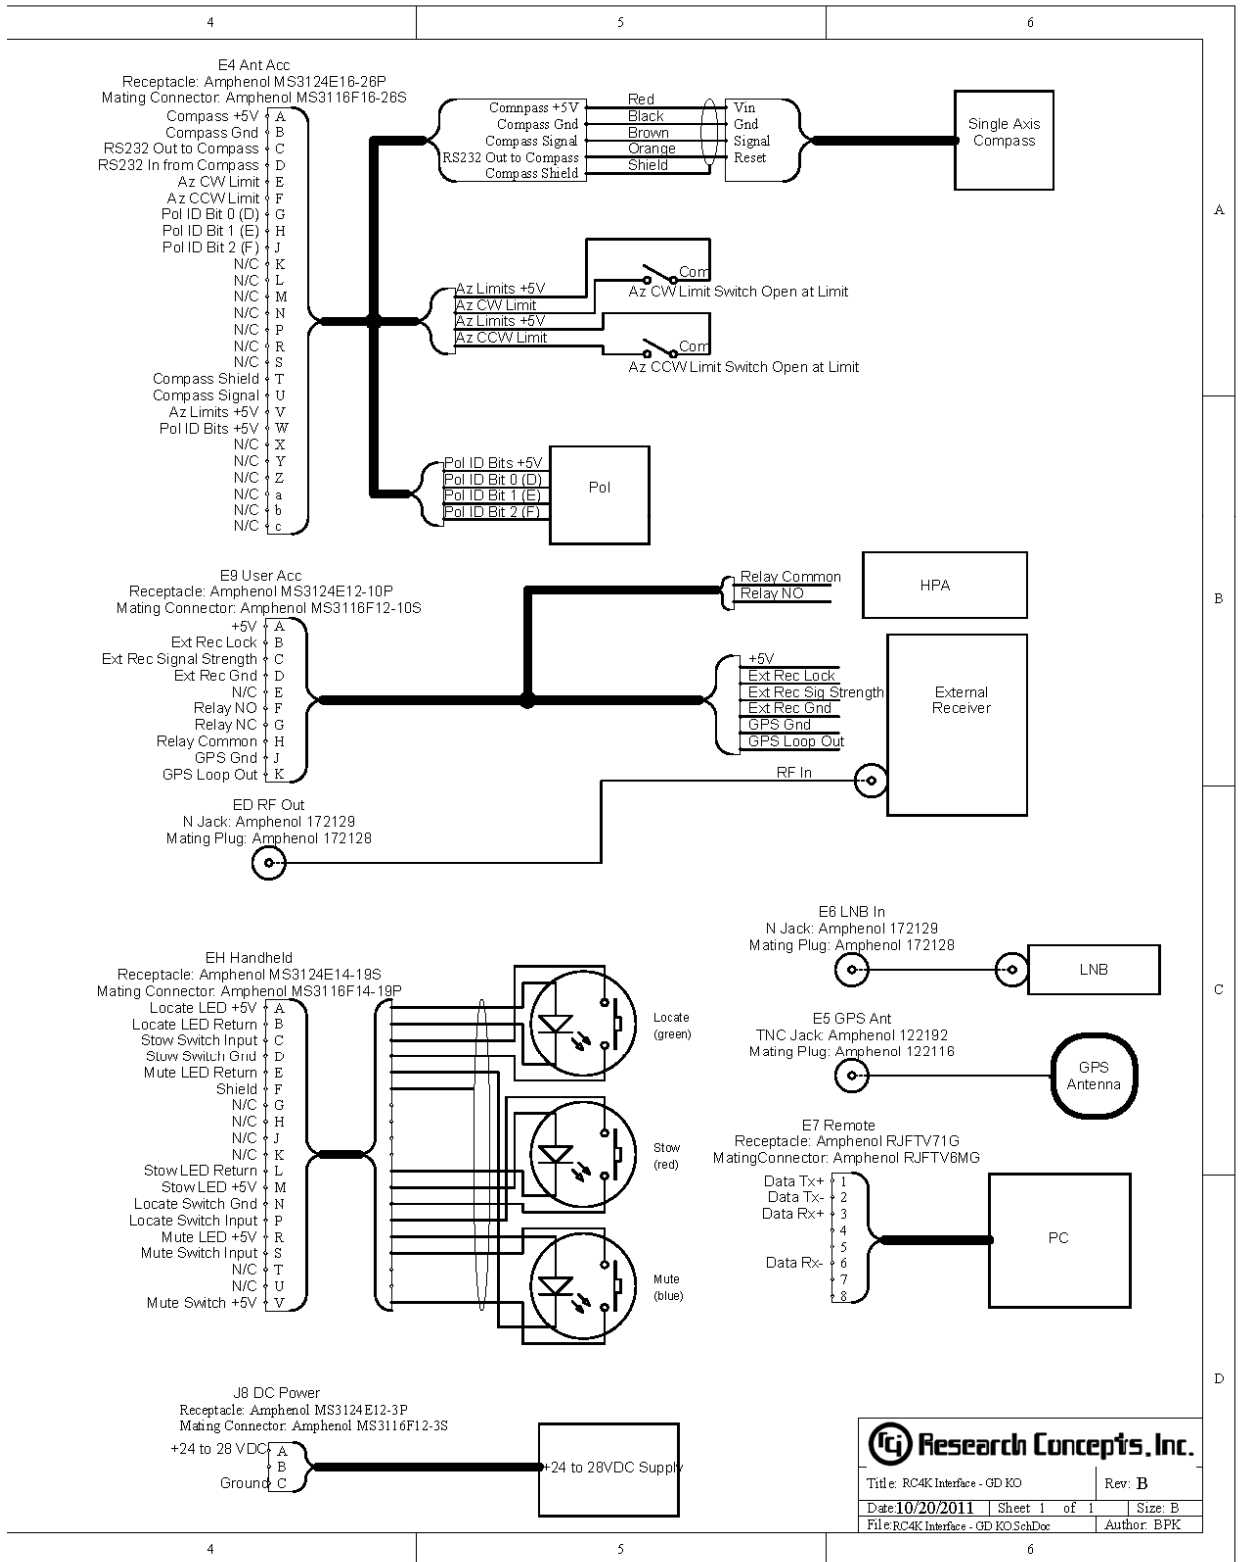 4 5 6
E4 Ant Acc
Receptacle: Amphenol MS3124E16-26P
Mating Connector: Amphenol MS3116F16-26S
Compass +5V A
Compass Gnd B
RS232 Out to Compass C
RS232 In from Compass D
Az CW Limit E
Az CCW Limit F
Pol ID Bit 0 (D) G
Pol ID Bit 1 (E) H
Pol ID Bit 2 (F) J
N/C K
N/C L
N/C M
N/C N
N/C P
N/C R
N/C S
Compass Shield T
Compass Signal U
Az Limits +5V V
Pol ID Bits +5V W
N/C X
N/C Y
N/C Z
N/C a
N/C b
N/C c
Comnpass +5V Red Vin
Compass Gnd Black Gnd
Compass Signal Brown Signal
RS232 Out to Compass Orange Reset
Compass Shield Shield
Single Axis
Compass
A
Az Limits +5V
Az CW Limit
Az Limits +5V
Az CCW Limit
Com
Az CW Limit Switch Open at Limit
Com
Az CCW Limit Switch Open at Limit
Pol ID Bits +5V
Pol ID Bit 0 (D)
Pol ID Bit 1 (E)
Pol ID Bit 2 (F)
Pol
E9 User Acc
Receptacle: Amphenol MS3124E12-10P
Mating Connector: Amphenol MS3116F12-10S
+5V A
Ext Rec Lock B
Ext Rec Signal Strength C
Ext Rec Gnd D
N/C E
Relay NO F
Relay NC G
Relay Common H
GPS Gnd J
GPS Loop Out K
Relay Common
Relay NO
HPA
B
+5V
Ext Rec Lock
Ext Rec Sig Strength
Ext Rec Gnd
GPS Gnd
GPS Loop Out
External
Receiver
RF In
ED RF Out
N Jack: Amphenol 172129
Mating Plug: Amphenol 172128
E6 LNB In
N Jack: Amphenol 172129
Mating Plug: Amphenol 172128
LNB
C
EH Handheld
Receptacle: Amphenol MS3124E14-19S
Mating Connector: Amphenol MS3116F14-19P
Locate LED +5V A
Locate LED Return B
Stow Switch Input C
Stow Switch Gnd D
Mute LED Return E
Shield F
N/C G
N/C H
N/C J
N/C K
Stow LED Return L
Stow LED +5V M
Locate Switch Gnd N
Locate Switch Input P
Mute LED +5V R
Mute Switch Input S
N/C T
N/C U
Mute Switch +5V V
Locate
(green)
Stow
(red)
Mute
(blue)
E5 GPS Ant
TNC Jack: Amphenol 122192
Mating Plug: Amphenol 122116
GPS
Antenna
E7 Remote
Receptacle: Amphenol RJFTV71G
MatingConnector: Amphenol RJFTV6MG
Data Tx+ 1
Data Tx- 2
Data Rx+ 3
4
5
Data Rx- 6
7
8
PC
D
J8 DC Power
Receptacle: Amphenol MS3124E12-3P
Mating Connector: Amphenol MS3116F12-3S
+24 to 28 VDC A
B
Ground C
+24 to 28VDC Supply
rci Research Concepts, Inc.
Title: RC4K Interface - GD KO Rev: B
Date:10/20/2011 Sheet 1 of 1 Size: B
File:RC4K Interface - GD KO.SchDoc Author: BPK
4 5 6